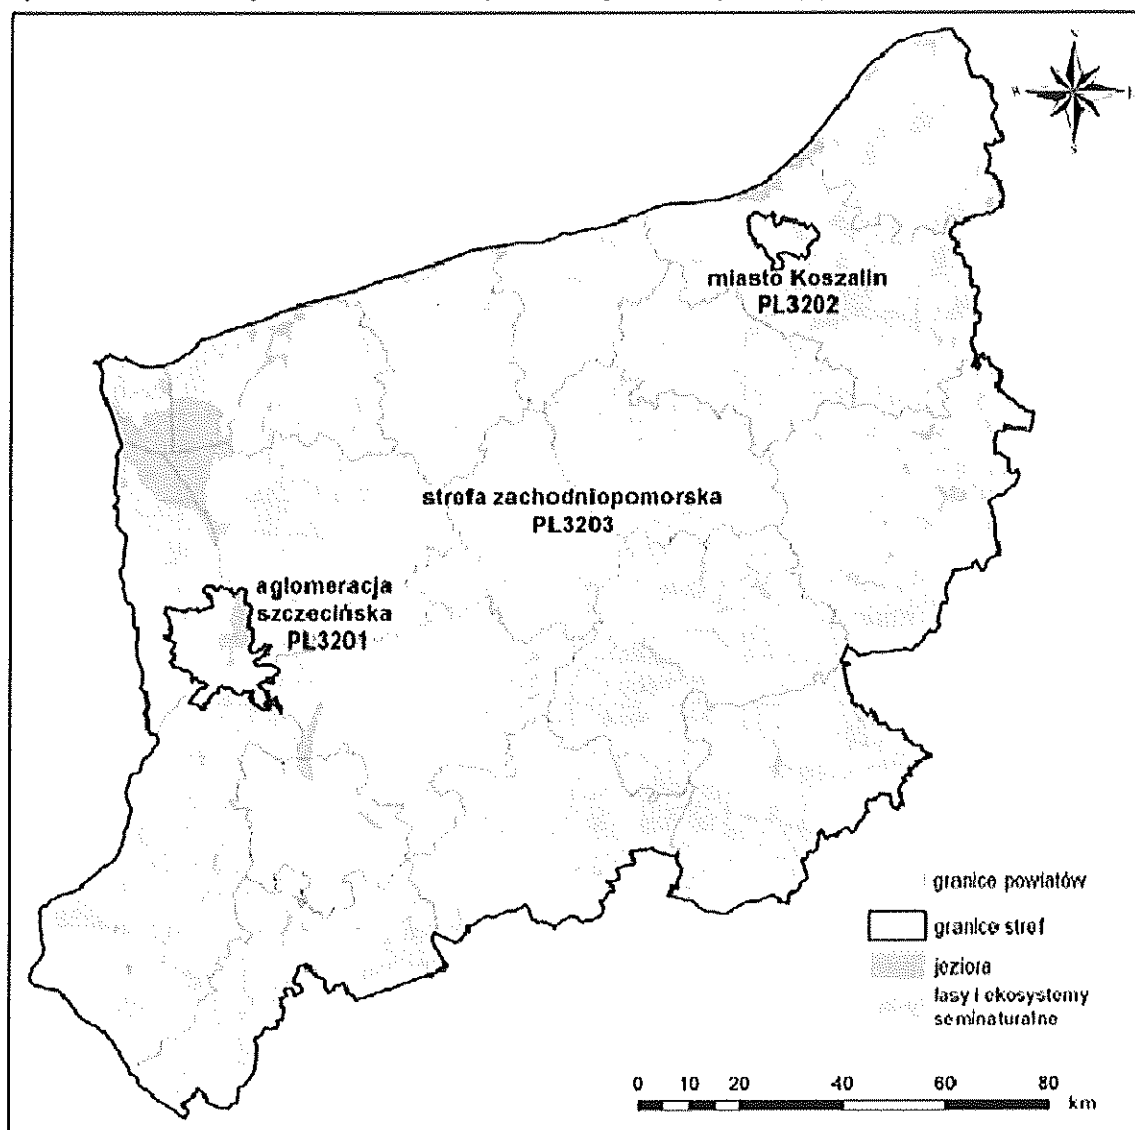 miasto Koszalin
PL3202
strefa zachodniopomorska
PL3203
aglomeracja
szczecińska
PL3201
granice powiatów
granice stref
jeziora
lasy i ekosystemy
seminaturalne
0 10 20 40 60 80
km